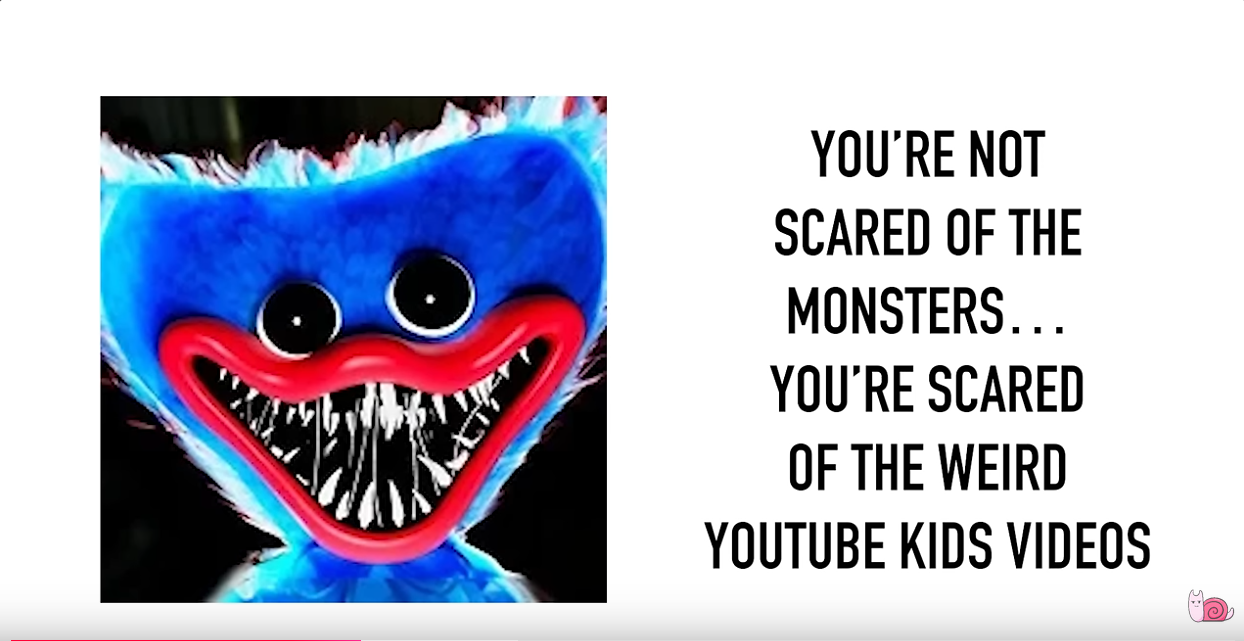 YOU'RE NOT
SCARED OF THE
MONSTERS...
YOU'RE SCARED
OF THE WEIRD
YOUTUBE KIDS VIDEOS